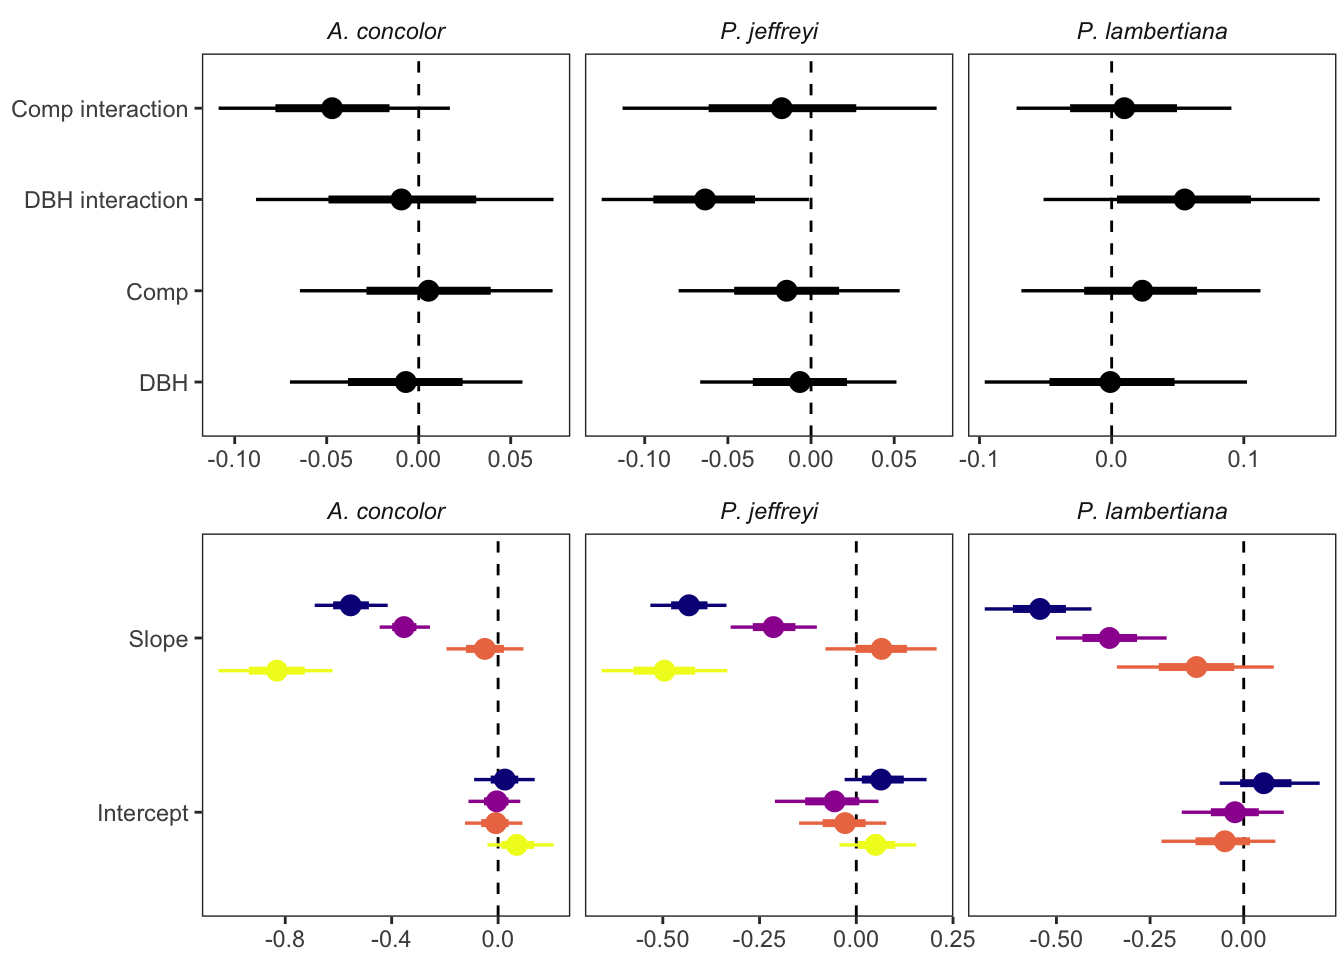 A. concolor P. jeffreyi P. lambertiana
Comp interaction
DBH interaction
Comp
DBH
-0.10 -0.05 0.00 0.05 -0.10 -0.05 0.00 0.05 -0.1 0.0 0.1
A. concolor P. jeffreyi P. lambertiana
Slope
Intercept
-0.8 -0.4 0.0 -0.50 -0.25 0.00 0.25 -0.50 -0.25 0.00